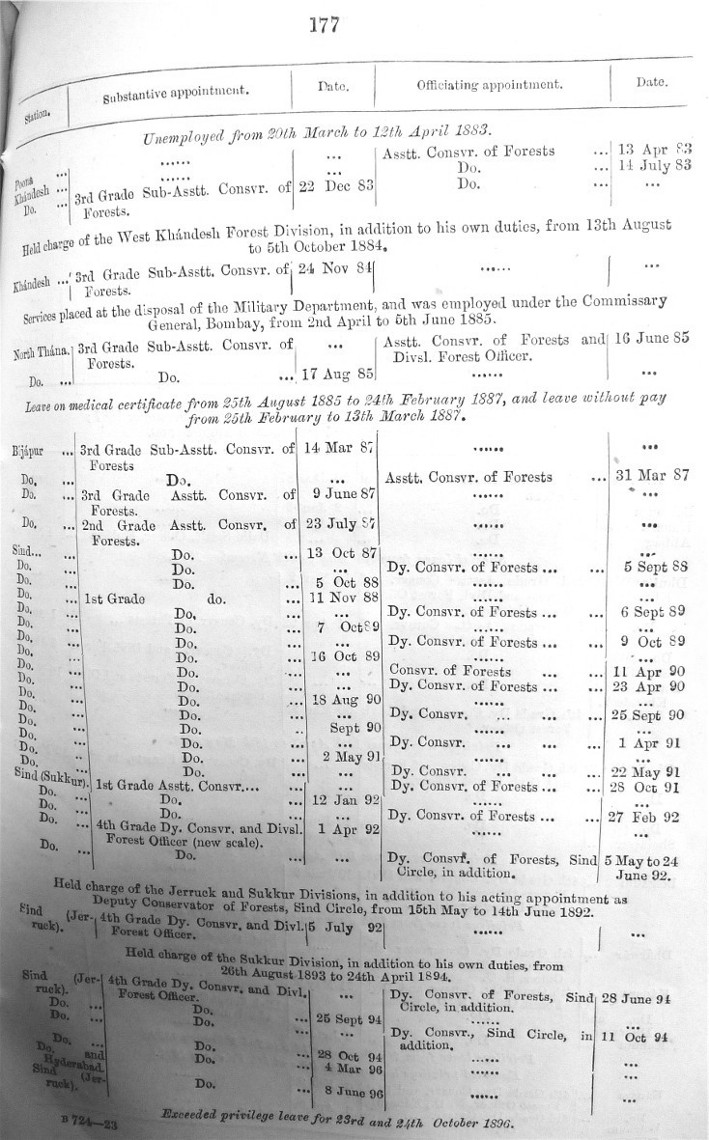 177
Station. Substantive appointment. Date. Officiating appointment. Date.
Unemployed from 20th March to 12th April 1883.
Poona ... ...... ... Asstt. Consvr. of Forests ... 13 Apr 83
Khándesh ... ...... ... Do. ... 14 July 83
Do. ... 3rd Grade Sub-Asstt. Consvr. of 22 Dec 83 Do. ... ...
Forests.
Held charge of the West Khándesh Forest Division, in addition to his own duties, from 13th August
to 5th October 1884.
Khándesh ... 3rd Grade Sub-Asstt. Consvr. of 24 Nov 84 ...... ...
Forests.
Services placed at the disposal of the Military Department, and was employed under the Commissary
General, Bombay, from 2nd April to 5th June 1885.
North Thána. 3rd Grade Sub-Asstt. Consvr. of ... Asstt. Consvr. of Forests and 16 June 85
Forests. Divsl. Forest Officer.
Do. ... Do. ... 17 Aug 85 ...... ...
Leave on medical certificate from 25th August 1885 to 24th February 1887, and leave without pay
from 25th February to 13th March 1887.
Bijápur ... 3rd Grade Sub-Asstt. Consvr. of 14 Mar 87 ...... ...
Forests
Do. ... Do. ... Asstt. Consvr. of Forests ... 31 Mar 87
Do. ... 3rd Grade Asstt. Consvr. of 9 June 87 ...... ...
Forests.
Do. ... 2nd Grade Asstt. Consvr. of 23 July 87 ...... ...
Forests.
Sind... ... Do. ... 13 Oct 87 ...... ...
Do. ... Do. ... Dy. Consvr. of Forests ... ... 5 Sept 88
Do. ... Do. ... 5 Oct 88 ...... ...
Do. ... 1st Grade do. ... 11 Nov 88 ...... ...
Do. ... Do. ... ... Dy. Consvr. of Forests ... ... 6 Sept 89
Do. ... Do. ... 7 Oct 89 ...... ...
Do. ... Do. ... ... Dy. Consvr. of Forests ... ... 9 Oct 89
Do. ... Do. ... 16 Oct 89 ...... ...
Do. ... Do. ... ... Consvr. of Forests ... 11 Apr 90
Do. ... Do. ... ... Dy. Consvr. of Forests ... ... 23 Apr 90
Do. ... Do. ... 18 Aug 90 ...... ...
Do. ... Do. ... ... Dy. Consvr. ... ... ... 25 Sept 90
Do. ... Do. .. Sept 90 ...... ...
Do. ... Do. ... ... Dy. Consvr. ... ... ... 1 Apr 91
Do. ... Do. ... 2 May 91 ...... ...
Do. ... Do. ... ... Dy. Consvr. ... ... ... 22 May 91
Sind (Sukkur). 1st Grade Asstt. Consvr.... ... ... Dy. Consvr. of Forests ... ... 28 Oct 91
Do. ... Do. ... 12 Jan 92 ...... ...
Do. ... Do. ... ... Dy. Consvr. of Forests ... ... 27 Feb 92
Do. ... 4th Grade Dy. Consvr. and Divsl. 1 Apr 92 ...... ...
Forest Officer (new scale).
Do. ... Do. ... ... Dy. Consvr. of Forests, Sind 5 May to 24
Circle, in addition. June 92.
Held charge of the Jerruck and Sukkur Divisions, in addition to his acting appointment as
Deputy Conservator of Forests, Sind Circle, from 15th May to 14th June 1892.
Sind (Jer- 4th Grade Dy. Consvr. and Divl. 5 July 92 ...... ...
ruck). Forest Officer.
Held charge of the Sukkur Division, in addition to his own duties, from
26th August 1893 to 24th April 1894.
Sind (Jer- 4th Grade Dy. Consvr. and Divl. ... Dy. Consvr. of Forests, Sind 28 June 94
ruck). Forest Officer. Circle, in addition.
Do. ... Do.
Do. ... Do. ... 25 Sept 94 ...... ...
... ... Dy. Consvr., Sind Circle, in 11 Oct 94
Do. ... Do. addition.
Do. and Do. ... 28 Oct 94 ...... ...
Hyderabad. ... 4 Mar 96 ...... ...
Sind (Jer-
ruck). Do. ... 8 June 96 ...... ...
Exceeded privilege leave for 23rd and 24th October 1896.
B 724—23